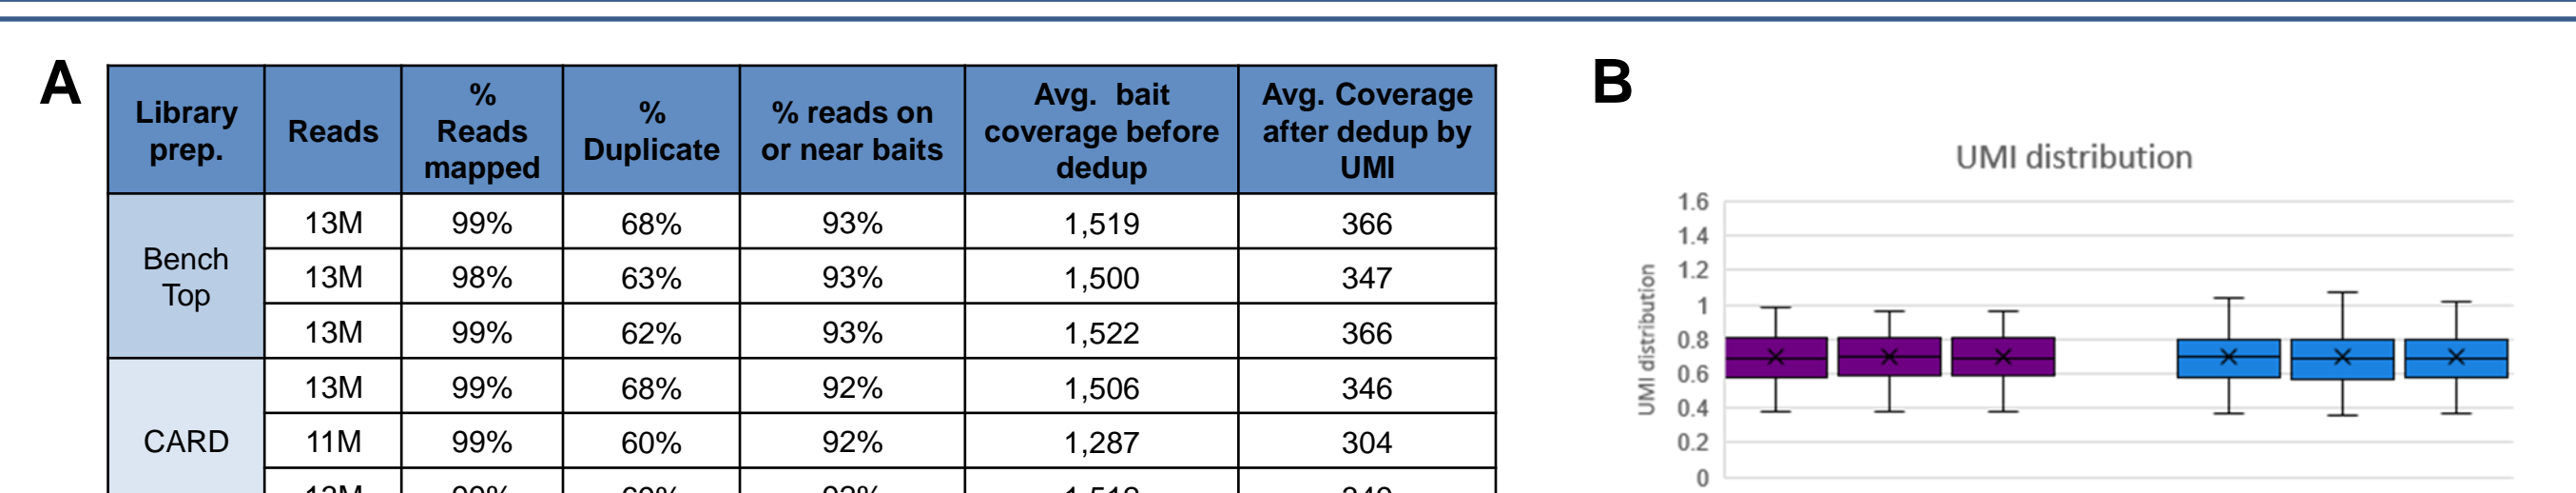 A
Library prep. | Reads | % Reads mapped | % Duplicate | % reads on or near baits | Avg. bait coverage before dedup | Avg. Coverage after dedup by UMI
Bench Top | 13M | 99% | 68% | 93% | 1,519 | 366
13M | 98% | 63% | 93% | 1,500 | 347
13M | 99% | 62% | 93% | 1,522 | 366
CARD | 13M | 99% | 68% | 92% | 1,506 | 346
11M | 99% | 60% | 92% | 1,287 | 304
B
UMI distribution
UMI distribution
1.6
1.4
1.2
1
0.8
0.6
0.4
0.2
0